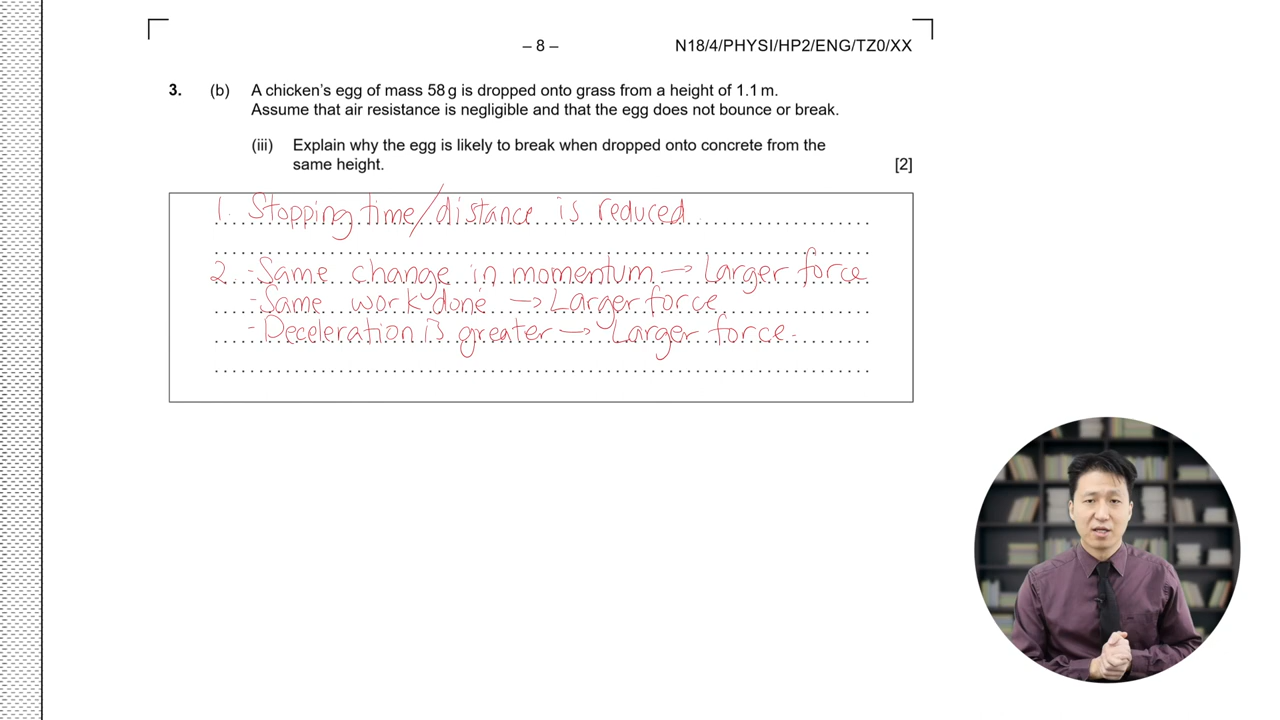 – 8 –
N18/4/PHYSI/HP2/ENG/TZ0/XX
3. (b) A chicken's egg of mass 58 g is dropped onto grass from a height of 1.1 m.
Assume that air resistance is negligible and that the egg does not bounce or break.
(iii) Explain why the egg is likely to break when dropped onto concrete from the
same height. [2]
1. Stopping time/distance is reduced
2. - Same change in momentum → Larger force
- Same work done → Larger force
- Deceleration is greater → Larger force